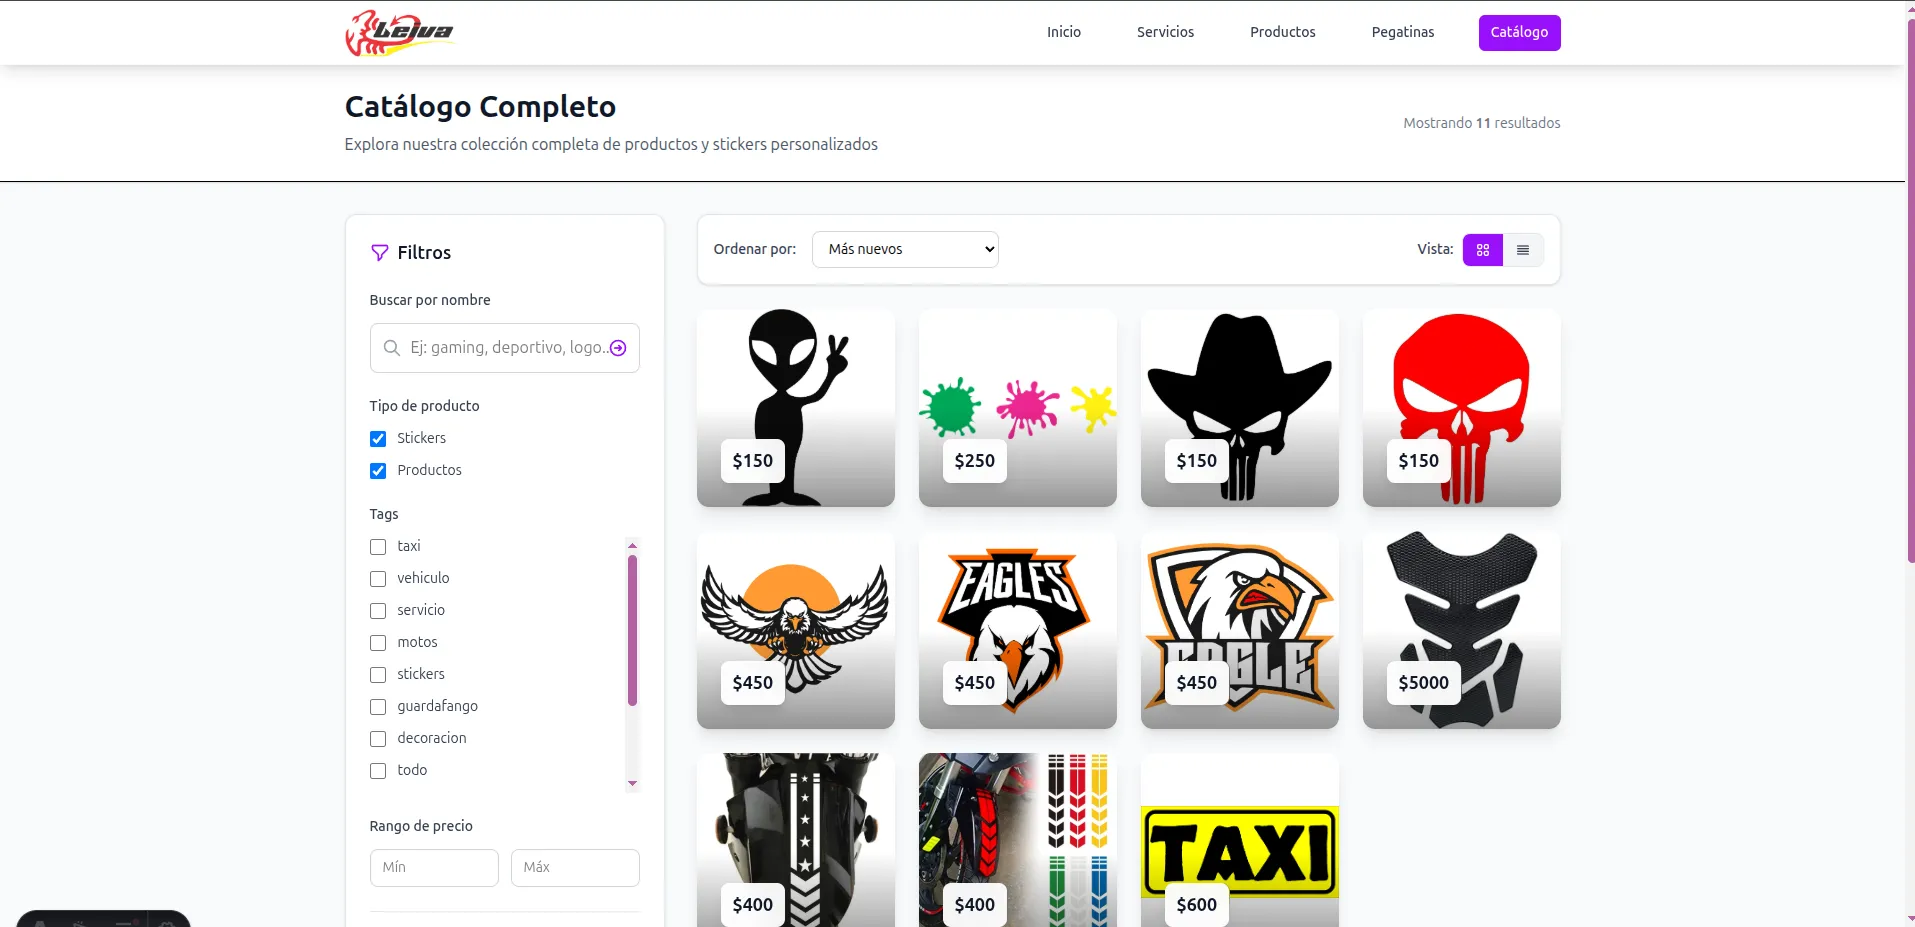 Leiva
Inicio
Servicios
Productos
Pegatinas
Catálogo
Catálogo Completo
Explora nuestra colección completa de productos y stickers personalizados
Mostrando 11 resultados
Filtros
Buscar por nombre
Ej: gaming, deportivo, logo..
Tipo de producto
Stickers
Productos
Tags
taxi
vehiculo
servicio
motos
stickers
guardafango
decoracion
todo
Rango de precio
Mín
Máx
Ordenar por:
Más nuevos
Vista:
$150
$250
$150
$150
$450
EAGLES
$450
EAGLE
$450
$5000
$400
$400
TAXI
$600